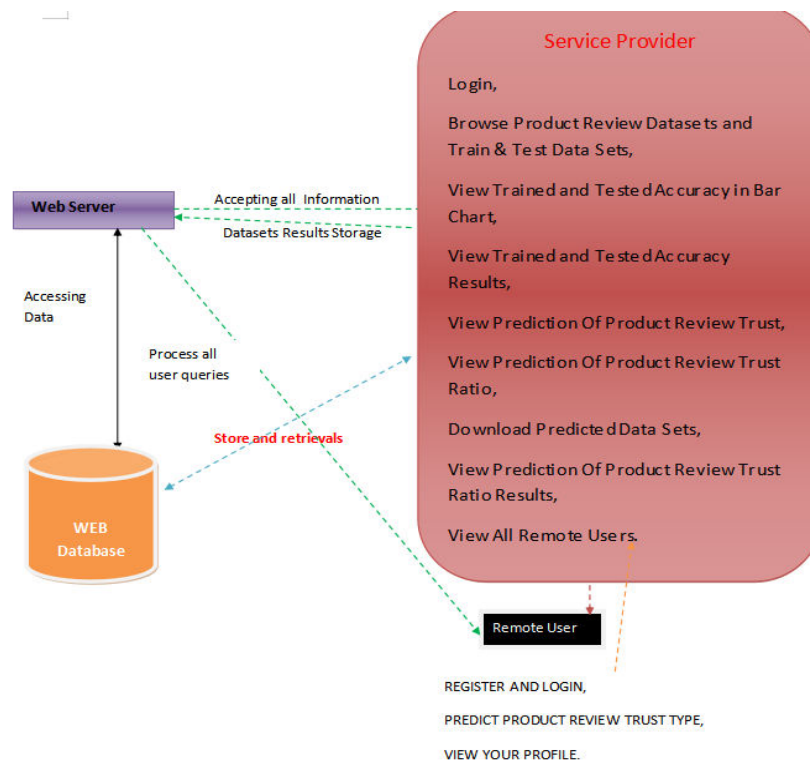 Service Provider
Login,
Browse Product Review Datasets and
Train & Test Data Sets,
View Trained and Tested Accuracy in Bar
Chart,
View Trained and Tested Accuracy
Results,
View Prediction Of Product Review Trust,
View Prediction Of Product Review Trust
Ratio,
Download Predicted Data Sets,
View Prediction Of Product Review Trust
Ratio Results,
View All Remote Users.
Web Server
Accepting all Information
Datasets Results Storage
Accessing
Data
Process all
user queries
Store and retrievals
WEB
Database
Remote User
REGISTER AND LOGIN,
PREDICT PRODUCT REVIEW TRUST TYPE,
VIEW YOUR PROFILE.